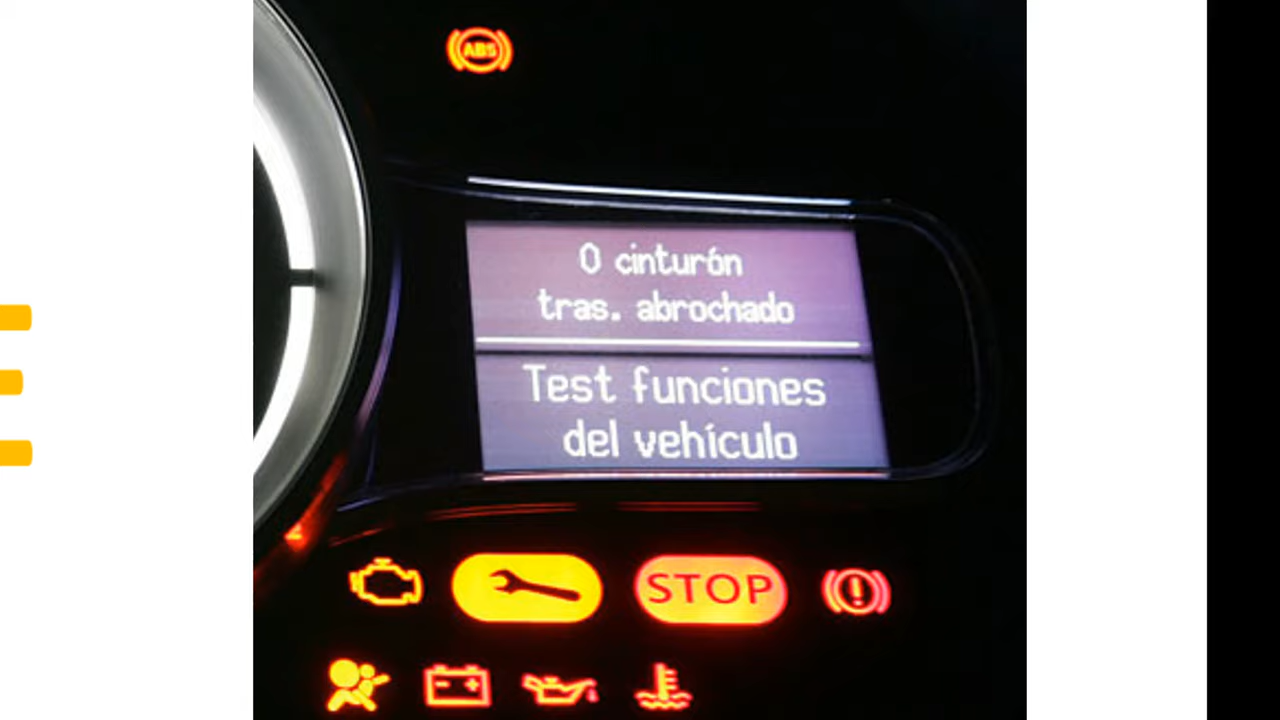 ABS
0 cinturón
tras. abrochado
Test funciones
del vehículo
STOP